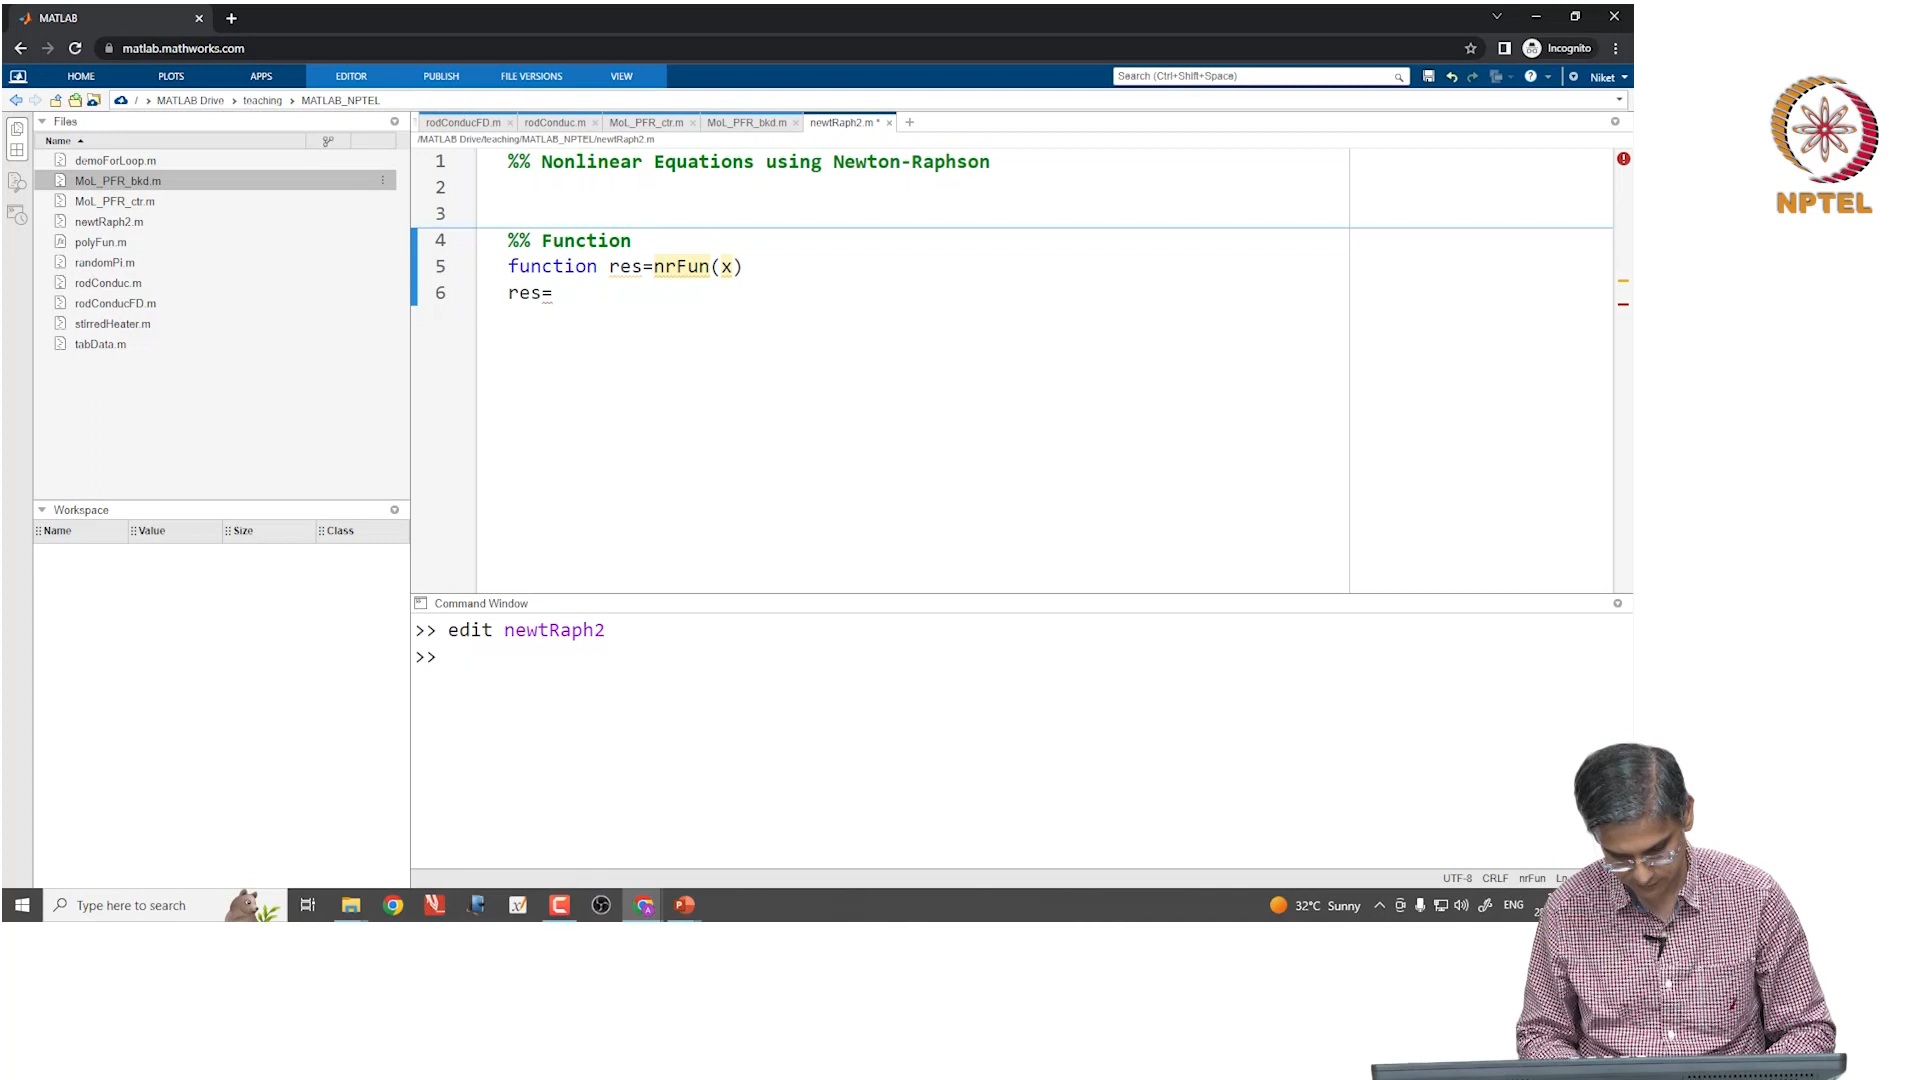 MATLAB
matlab.mathworks.com
Incognito
HOME PLOTS APPS EDITOR PUBLISH FILE VERSIONS VIEW
Search (Ctrl+Shift+Space)
Niket
/ > MATLAB Drive > teaching > MATLAB_NPTEL
Files
Name
demoForLoop.m
MoL_PFR_bkd.m
MoL_PFR_ctr.m
newtRaph2.m
polyFun.m
randomPi.m
rodConduc.m
rodConducFD.m
stirredHeater.m
tabData.m
Workspace
Name Value Size Class
rodConducFD.m rodConduc.m MoL_PFR_ctr.m MoL_PFR_bkd.m newtRaph2.m *
/MATLAB Drive/teaching/MATLAB_NPTEL/newtRaph2.m
1 %% Nonlinear Equations using Newton-Raphson
2
3
4 %% Function
5 function res=nrFun(x)
6 res=
Command Window
>> edit newtRaph2
>>
UTF-8 CRLF nrFun Ln
Type here to search
32°C Sunny
ENG
NPTEL